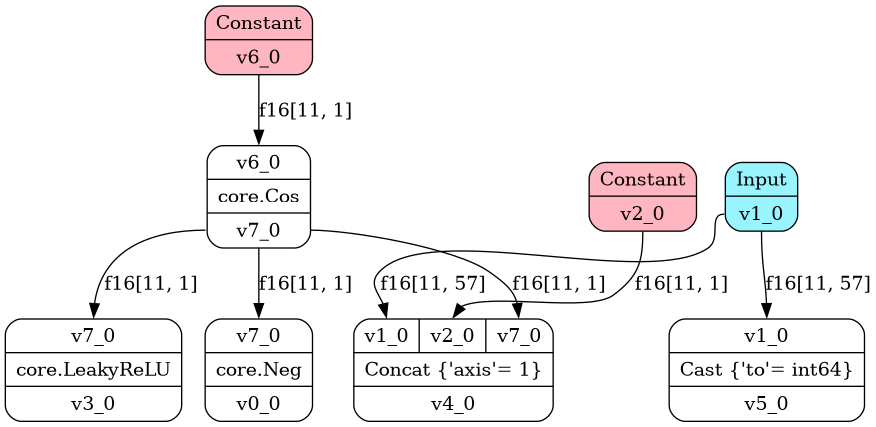 Constant
v6_0
f16[11, 1]
v6_0
core.Cos
v7_0
Constant
v2_0
Input
v1_0
f16[11, 1]
f16[11, 1]
f16[11, 57]
f16[11, 1]
f16[11, 1]
f16[11, 57]
v7_0
core.LeakyReLU
v3_0
v7_0
core.Neg
v0_0
v1_0 v2_0 v7_0
Concat {'axis'= 1}
v4_0
v1_0
Cast {'to'= int64}
v5_0